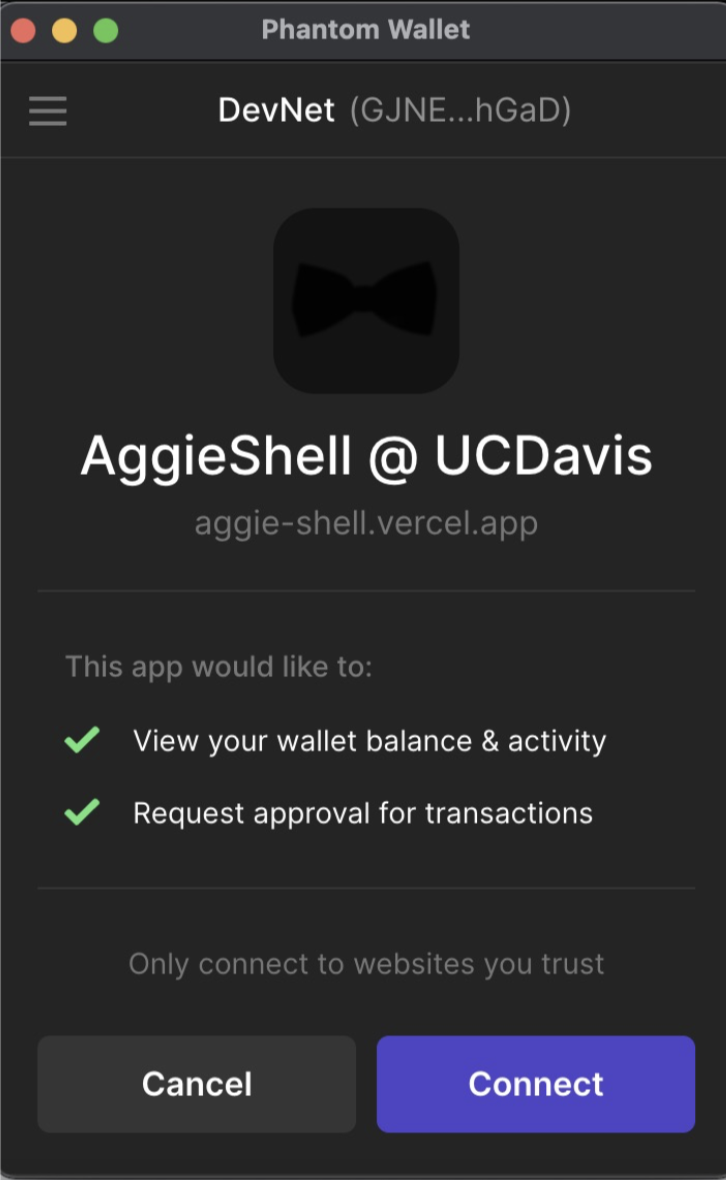 Phantom Wallet
DevNet (GJNE...hGaD)
AggieShell @ UCDavis
aggie-shell.vercel.app
This app would like to:
View your wallet balance & activity
Request approval for transactions
Only connect to websites you trust
Cancel Connect